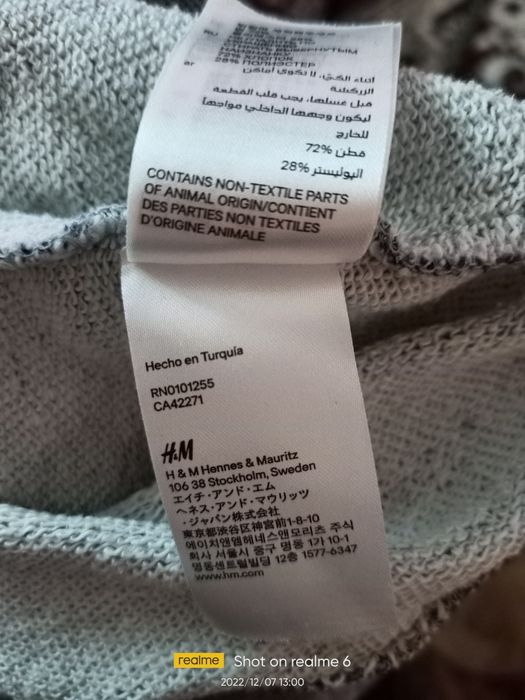 RU
28% ПОЛИЭСТЕР
ar
أثناء الكي، لا تكوى أماكن
الزركشة
قبل غسلها، يجب قلب القطعة
ليكون وجهها الداخلي مواجهاً
للخارج
قطن %72
البوليستر %28
CONTAINS NON-TEXTILE PARTS
OF ANIMAL ORIGIN/CONTIENT
DES PARTIES NON TEXTILES
D'ORIGINE ANIMALE
Hecho en Turquía
RN0101255
CA42271
H&M
H & M Hennes & Mauritz
106 38 Stockholm, Sweden
エイチ・アンド・エム
ヘネス・アンド・マウリッツ
・ジャパン株式会社
東京都渋谷区神宮前1-8-10
에이치앤엠헤네스앤모리츠 주식
회사 서울시 중구 명동 1가 10-1
명동센트럴빌딩 12층 1577-6347
www.hm.com
realme Shot on realme 6
2022/12/07 13:00